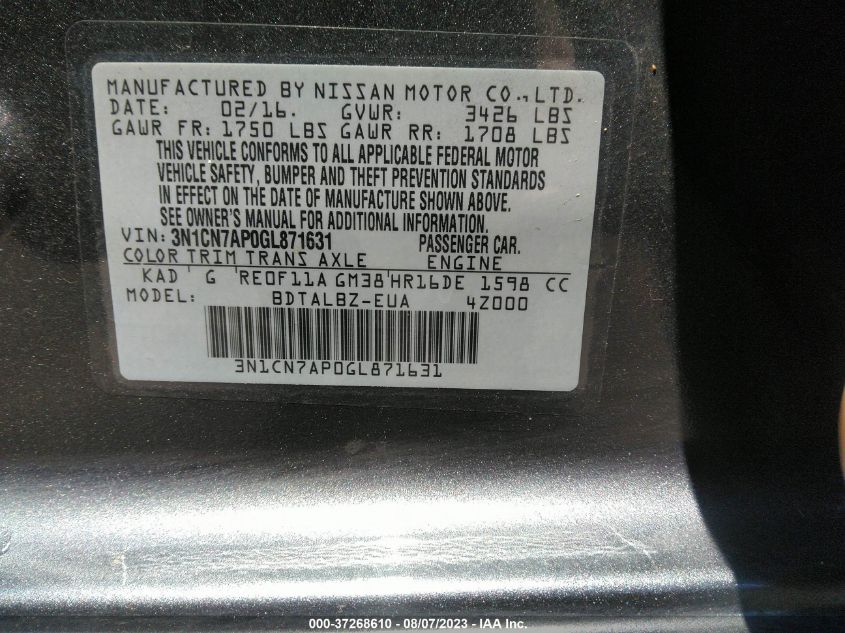 MANUFACTURED BY NISSAN MOTOR CO., LTD.
DATE: 02/16. GVWR: 3426 LBS
GAWR FR: 1750 LBS GAWR RR: 1708 LBS
THIS VEHICLE CONFORMS TO ALL APPLICABLE FEDERAL MOTOR
VEHICLE SAFETY, BUMPER AND THEFT PREVENTION STANDARDS
IN EFFECT ON THE DATE OF MANUFACTURE SHOWN ABOVE.
SEE OWNER'S MANUAL FOR ADDITIONAL INFORMATION.
VIN: 3N1CN7AP0GL871631 PASSENGER CAR.
COLOR TRIM TRANS AXLE ENGINE
KAD G RE0F11A GM38 HR16DE 1598 CC
MODEL: BDTALBZ-EUA 4Z000
3N1CN7AP0GL871631
000-37268610 - 08/07/2023 - IAA Inc.